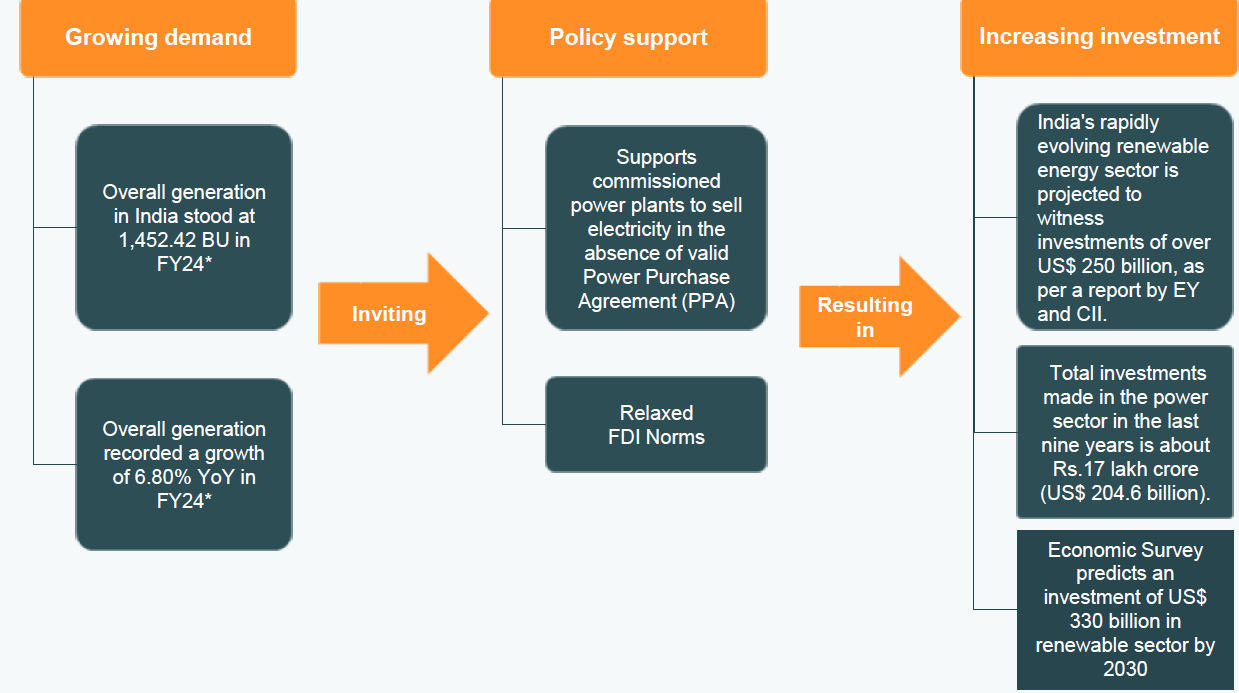 Growing demand
Overall generation
in India stood at
1,452.42 BU in
FY24*
Overall generation
recorded a growth
of 6.80% YoY in
FY24*
Inviting
Policy support
Supports
commissioned
power plants to sell
electricity in the
absence of valid
Power Purchase
Agreement (PPA)
Relaxed
FDI Norms
Resulting
in
Increasing investment
India's rapidly
evolving renewable
energy sector is
projected to
witness
investments of over
US$ 250 billion, as
per a report by EY
and CII.
Total investments
made in the power
sector in the last
nine years is about
Rs.17 lakh crore
(US$ 204.6 billion).
Economic Survey
predicts an
investment of US$
330 billion in
renewable sector by
2030